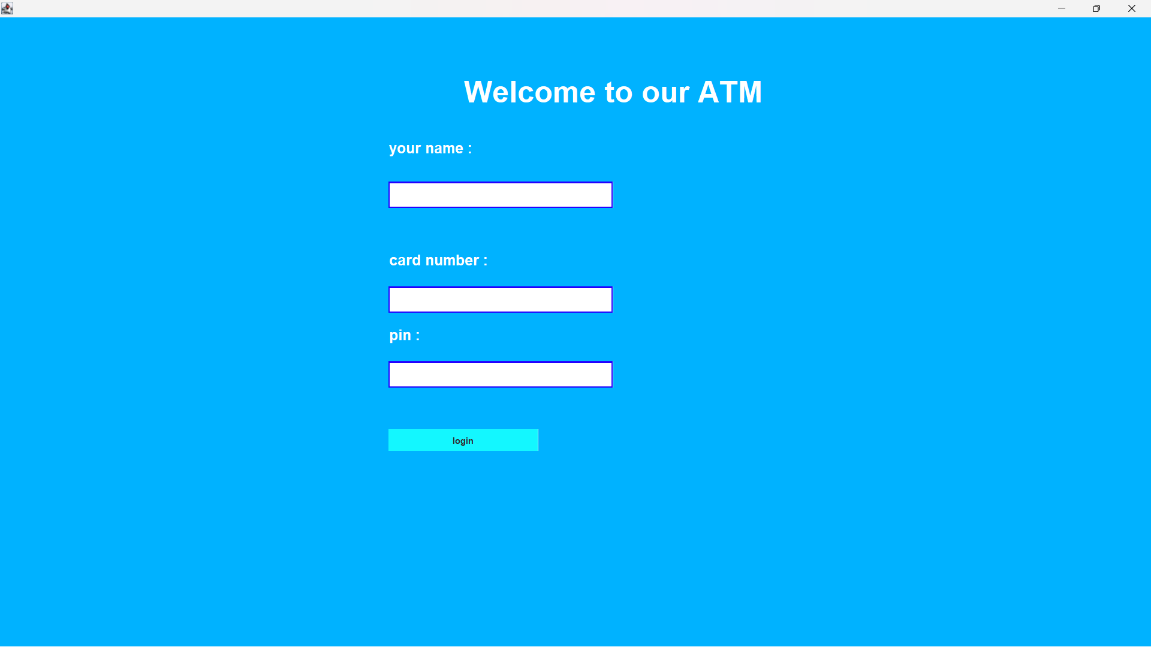 Welcome to our ATM
your name :
card number :
pin :
login